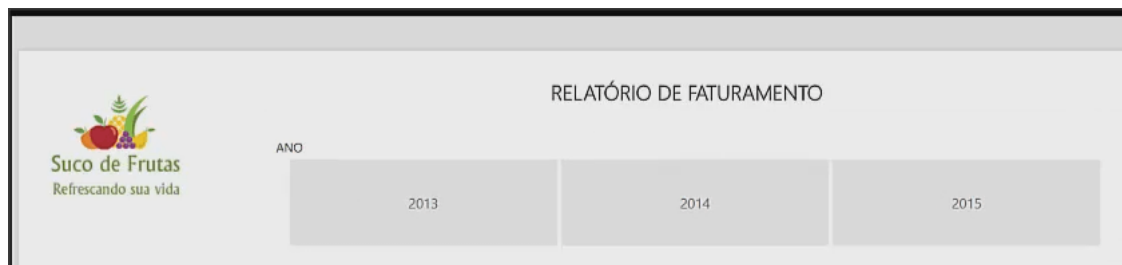 RELATÓRIO DE FATURAMENTO
Suco de Frutas
Refrescando sua vida
ANO
2013
2014
2015